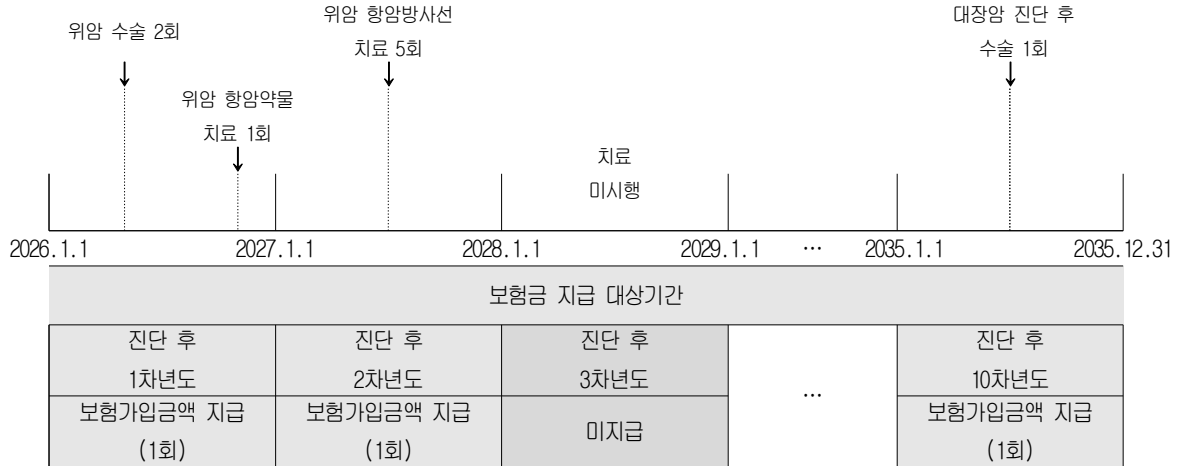 위암 수술 2회
위암 항암약물
치료 1회
위암 항암방사선
치료 5회
치료
미시행
대장암 진단 후
수술 1회
2026.1.1
2027.1.1
2028.1.1
2029.1.1
…
2035.1.1
2035.12.31
보험금 지급 대상기간
진단 후
1차년도
진단 후
2차년도
진단 후
3차년도
…
진단 후
10차년도
보험가입금액 지급
(1회)
보험가입금액 지급
(1회)
미지급
보험가입금액 지급
(1회)